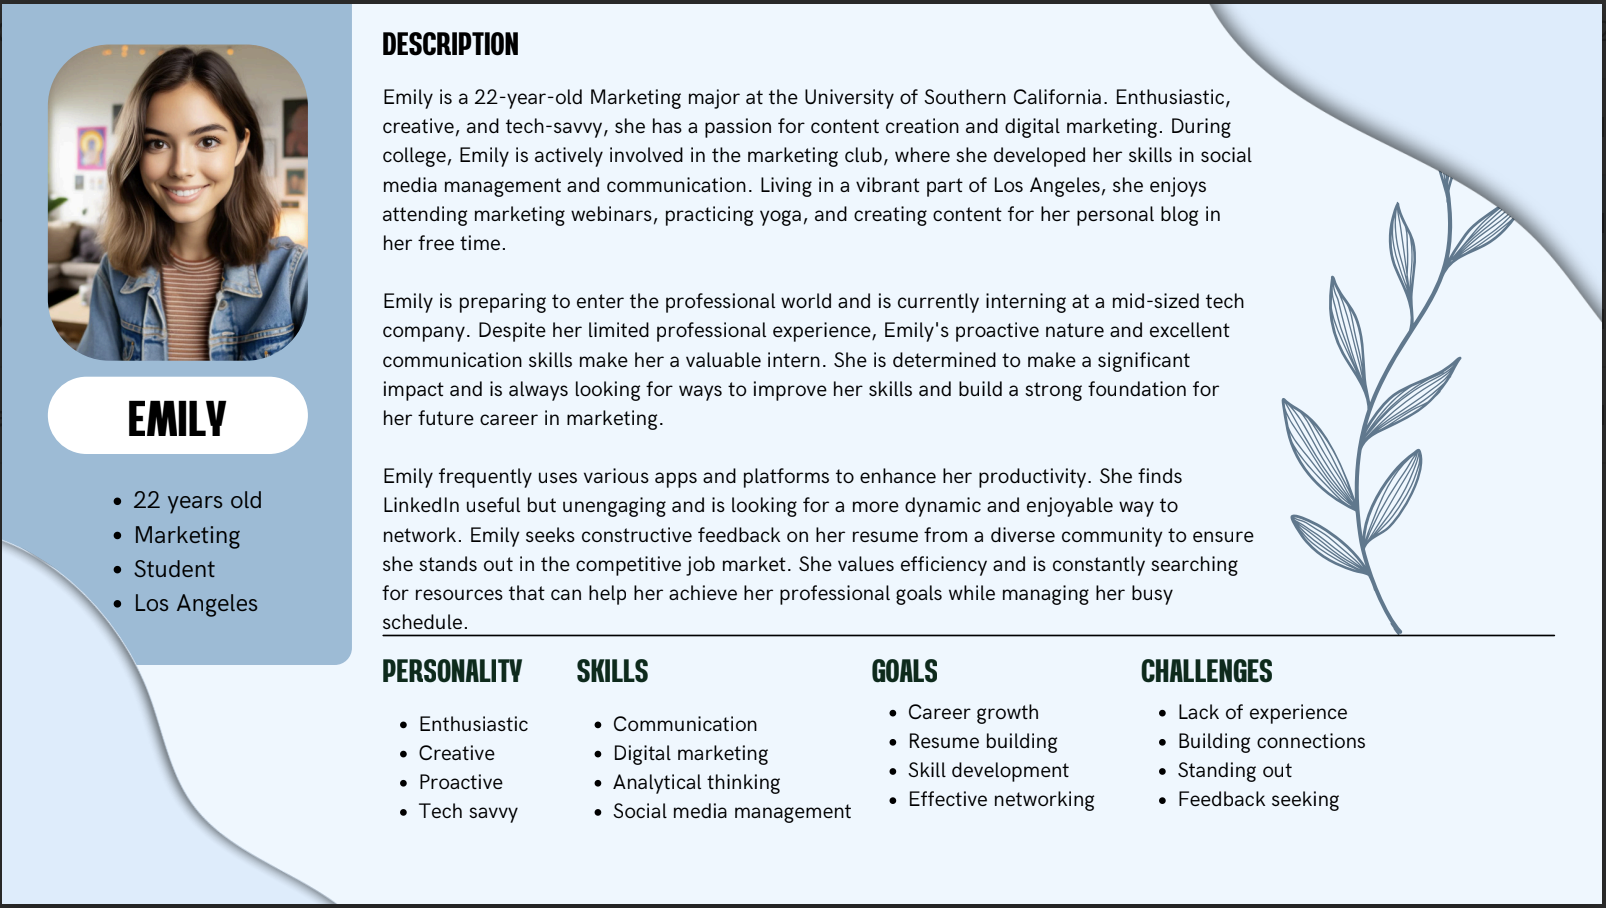 EMILY
22 years old
Marketing
Student
Los Angeles
DESCRIPTION
Emily is a 22-year-old Marketing major at the University of Southern California. Enthusiastic,
creative, and tech-savvy, she has a passion for content creation and digital marketing. During
college, Emily is actively involved in the marketing club, where she developed her skills in social
media management and communication. Living in a vibrant part of Los Angeles, she enjoys
attending marketing webinars, practicing yoga, and creating content for her personal blog in
her free time.
Emily is preparing to enter the professional world and is currently interning at a mid-sized tech
company. Despite her limited professional experience, Emily's proactive nature and excellent
communication skills make her a valuable intern. She is determined to make a significant
impact and is always looking for ways to improve her skills and build a strong foundation for
her future career in marketing.
Emily frequently uses various apps and platforms to enhance her productivity. She finds
LinkedIn useful but unengaging and is looking for a more dynamic and enjoyable way to
network. Emily seeks constructive feedback on her resume from a diverse community to ensure
she stands out in the competitive job market. She values efficiency and is constantly searching
for resources that can help her achieve her professional goals while managing her busy
schedule.
PERSONALITY
Enthusiastic
Creative
Proactive
Tech savvy
SKILLS
Communication
Digital marketing
Analytical thinking
Social media management
GOALS
Career growth
Resume building
Skill development
Effective networking
CHALLENGES
Lack of experience
Building connections
Standing out
Feedback seeking